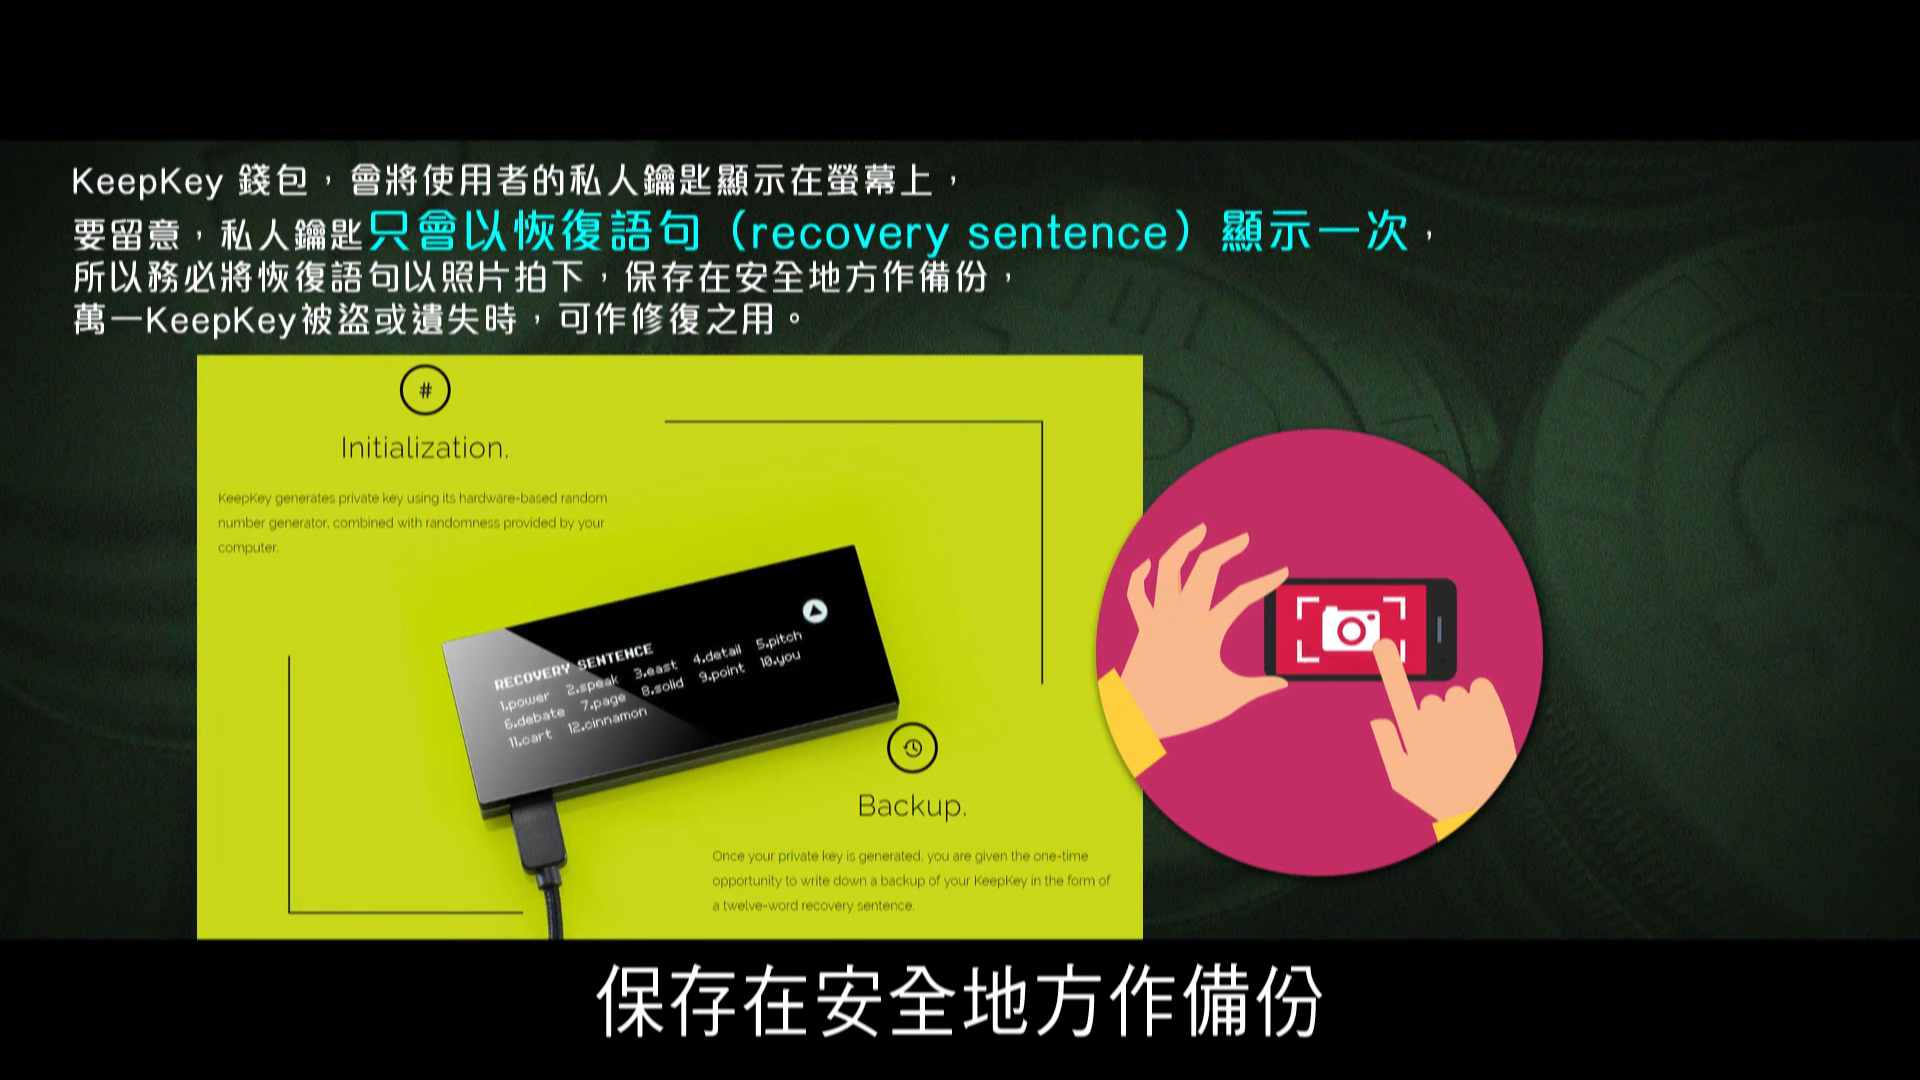 KeepKey 錢包，會將使用者的私人鑰匙顯示在螢幕上，
要留意，私人鑰匙只會以恢復語句（recovery sentence）顯示一次，
所以務必將恢復語句以照片拍下，保存在安全地方作備份，
萬一KeepKey被盜或遺失時，可作修復之用。
#
Initialization.
KeepKey generates private key using its hardware-based random
number generator, combined with randomness provided by your
computer.
RECOVERY SENTENCE
1.power 2.speak 3.east 4.detail 5.pitch
6.debate 7.page 8.solid 9.point 10.you
11.cart 12.cinnamon
Backup.
Once your private key is generated, you are given the one-time
opportunity to write down a backup of your KeepKey in the form of
a twelve-word recovery sentence.
保存在安全地方作備份